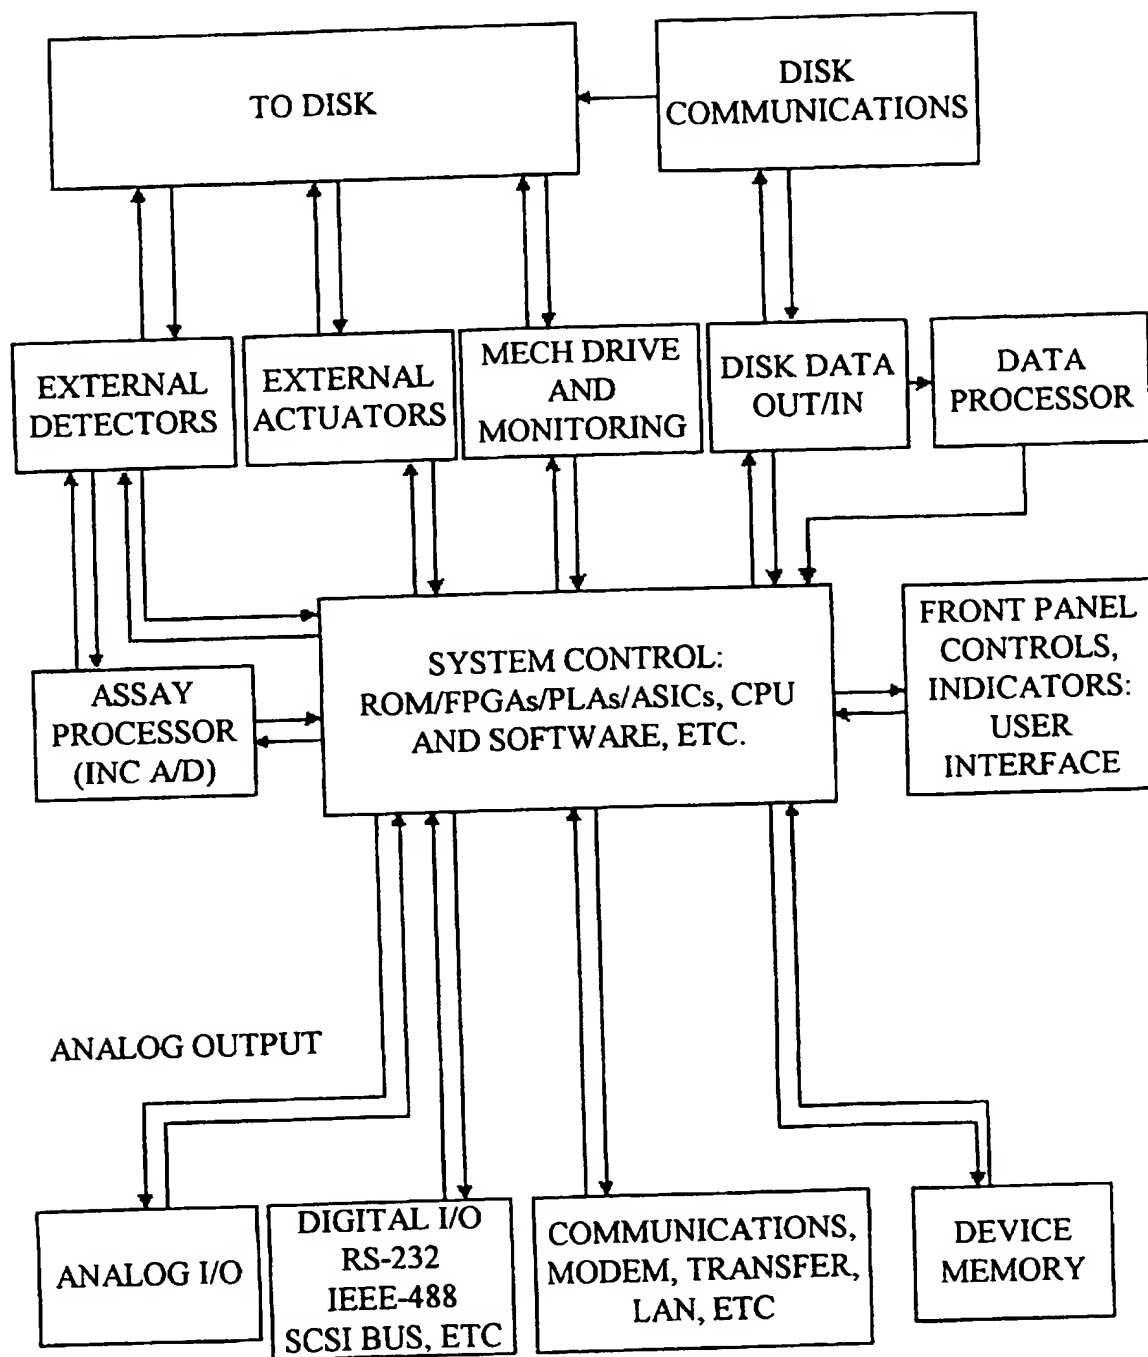 TO DISK
DISK
COMMUNICATIONS
EXTERNAL
DETECTORS
EXTERNAL
ACTUATORS
MECH DRIVE
AND
MONITORING
DISK DATA
OUT/IN
DATA
PROCESSOR
ASSAY
PROCESSOR
(INC A/D)
SYSTEM CONTROL:
ROM/FPGAs/PLAs/ASICs, CPU
AND SOFTWARE, ETC.
FRONT PANEL
CONTROLS,
INDICATORS:
USER
INTERFACE
ANALOG OUTPUT
ANALOG I/O
DIGITAL I/O
RS-232
IEEE-488
SCSI BUS, ETC
COMMUNICATIONS,
MODEM, TRANSFER,
LAN, ETC
DEVICE
MEMORY